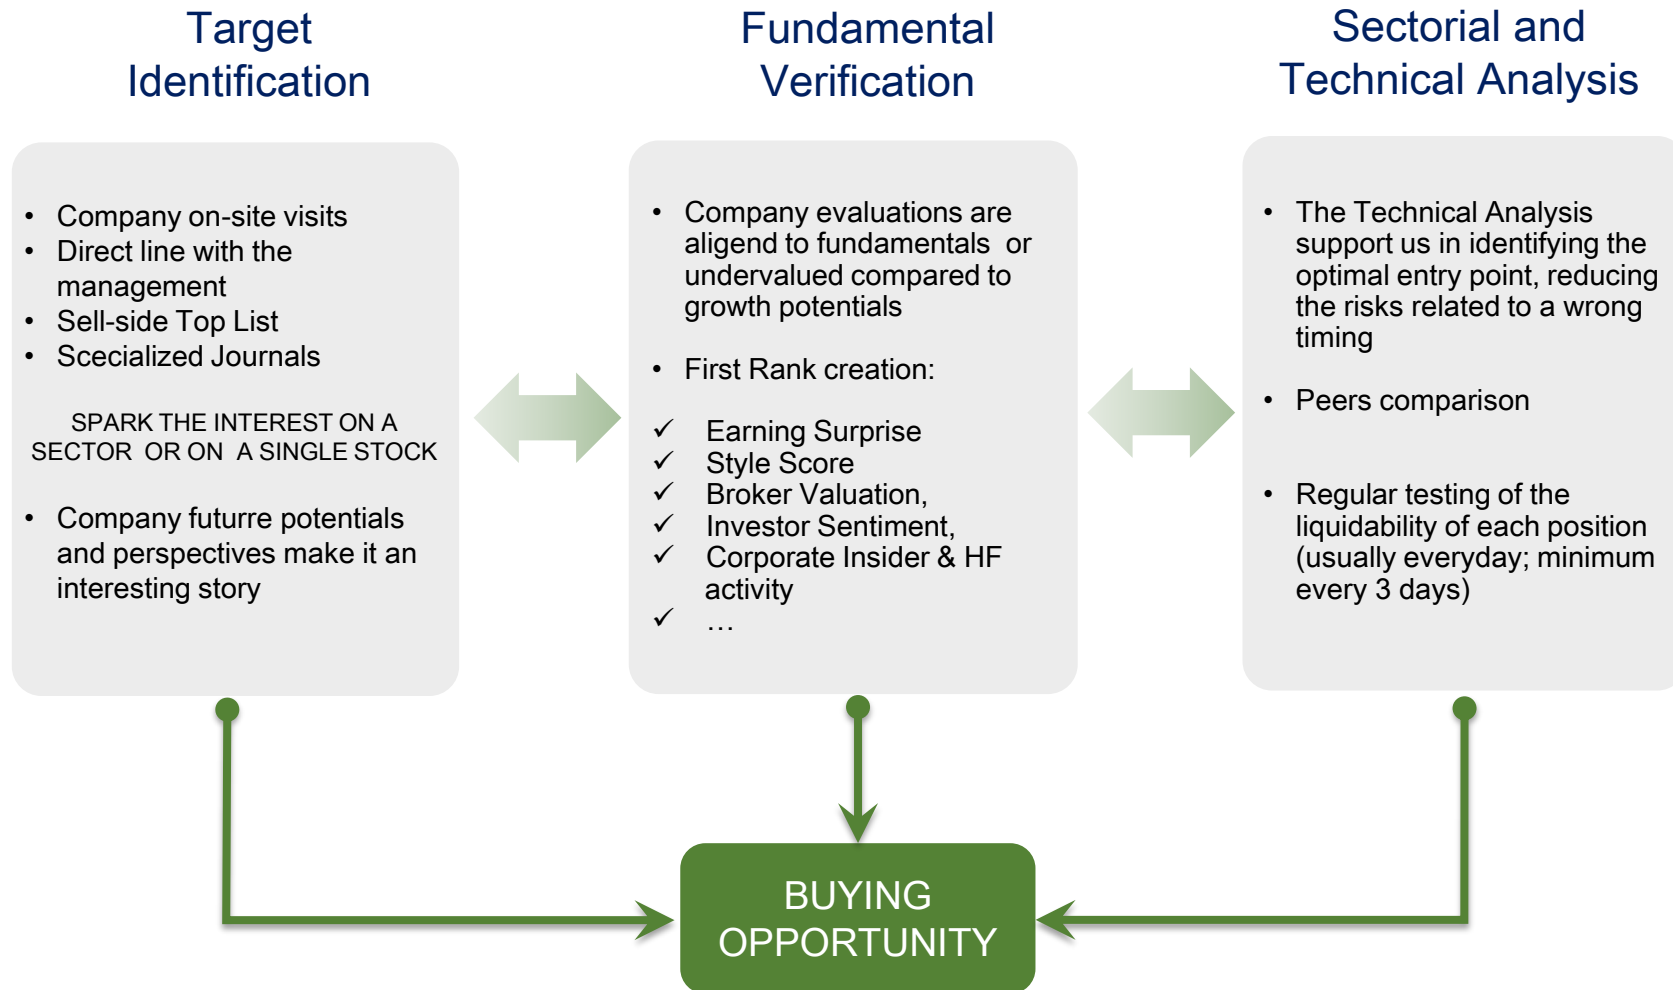 Target
Identification
• Company on-site visits
• Direct line with the
management
• Sell-side Top List
• Scecialized Journals
SPARK THE INTEREST ON A
SECTOR OR ON A SINGLE STOCK
• Company futurre potentials
and perspectives make it an
interesting story
Fundamental
Verification
• Company evaluations are
aligend to fundamentals or
undervalued compared to
growth potentials
• First Rank creation:
✓ Earning Surprise
✓ Style Score
✓ Broker Valuation,
✓ Investor Sentiment,
✓ Corporate Insider & HF
activity
✓ …
Sectorial and
Technical Analysis
• The Technical Analysis
support us in identifying the
optimal entry point, reducing
the risks related to a wrong
timing
• Peers comparison
• Regular testing of the
liquidability of each position
(usually everyday; minimum
every 3 days)
BUYING
OPPORTUNITY